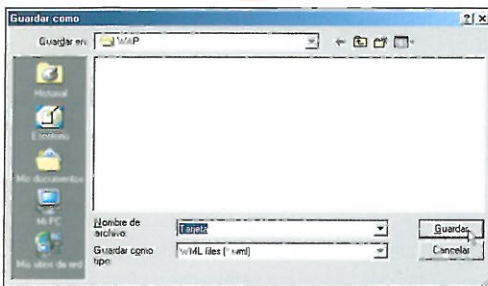 Guardar como
Guardar en: WAP
Historial
Escritorio
Mis documentos
Mi PC
Mis sitios de red
Nombre de archivo: Tarjeta Guardar
Guardar como tipo: WML files (*.wml) Cancelar